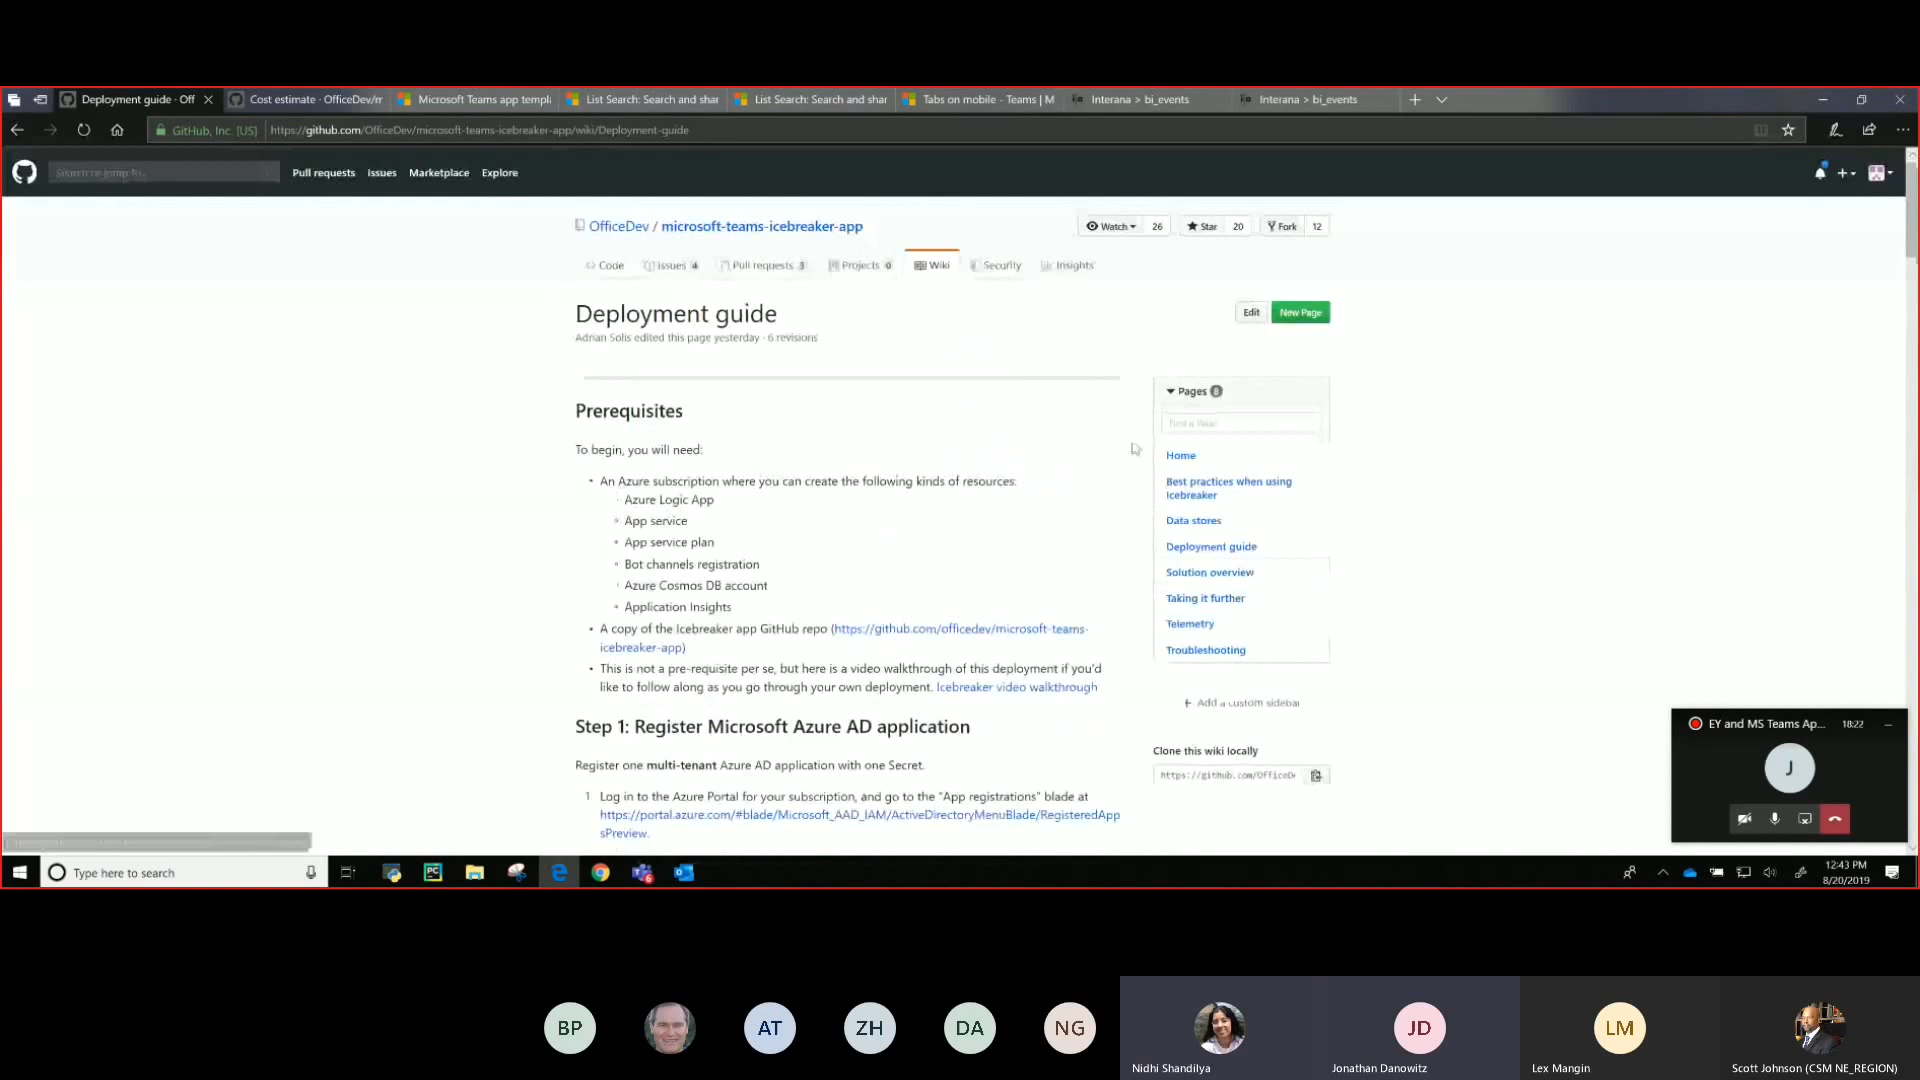 Deployment guide - Off
Cost estimate - OfficeDev/m
Microsoft Teams app templ
List Search: Search and shar
List Search: Search and shar
Tabs on mobile - Teams | M
Interana > bi_events
Interana > bi_events
GitHub, Inc. [US]
https://github.com/OfficeDev/microsoft-teams-icebreaker-app/wiki/Deployment-guide
Search or jump to...
Pull requests
Issues
Marketplace
Explore
OfficeDev / microsoft-teams-icebreaker-app
Watch 26
Star 20
Fork 12
Code
Issues 4
Pull requests 3
Projects 0
Wiki
Security
Insights
Deployment guide
Edit
New Page
Adrian Solis edited this page yesterday · 6 revisions
Prerequisites
To begin, you will need:
An Azure subscription where you can create the following kinds of resources:
Azure Logic App
App service
App service plan
Bot channels registration
Azure Cosmos DB account
Application Insights
A copy of the Icebreaker app GitHub repo (https://github.com/officedev/microsoft-teams-
icebreaker-app)
This is not a pre-requisite per se, but here is a video walkthrough of this deployment if you'd
like to follow along as you go through your own deployment. Icebreaker video walkthrough
Step 1: Register Microsoft Azure AD application
Register one multi-tenant Azure AD application with one Secret.
1 Log in to the Azure Portal for your subscription, and go to the "App registrations" blade at
https://portal.azure.com/#blade/Microsoft_AAD_IAM/ActiveDirectoryMenuBlade/RegisteredApp
sPreview.
Pages 8
Find a Page...
Home
Best practices when using
Icebreaker
Data stores
Deployment guide
Solution overview
Taking it further
Telemetry
Troubleshooting
+ Add a custom sidebar
Clone this wiki locally
https://github.com/OfficeDe
EY and MS Teams Ap...
18:22
J
Type here to search
PC
6
12:43 PM
8/20/2019
BP
AT
ZH
DA
NG
Nidhi Shandilya
JD
Jonathan Danowitz
LM
Lex Mangin
Scott Johnson (CSM NE_REGION)